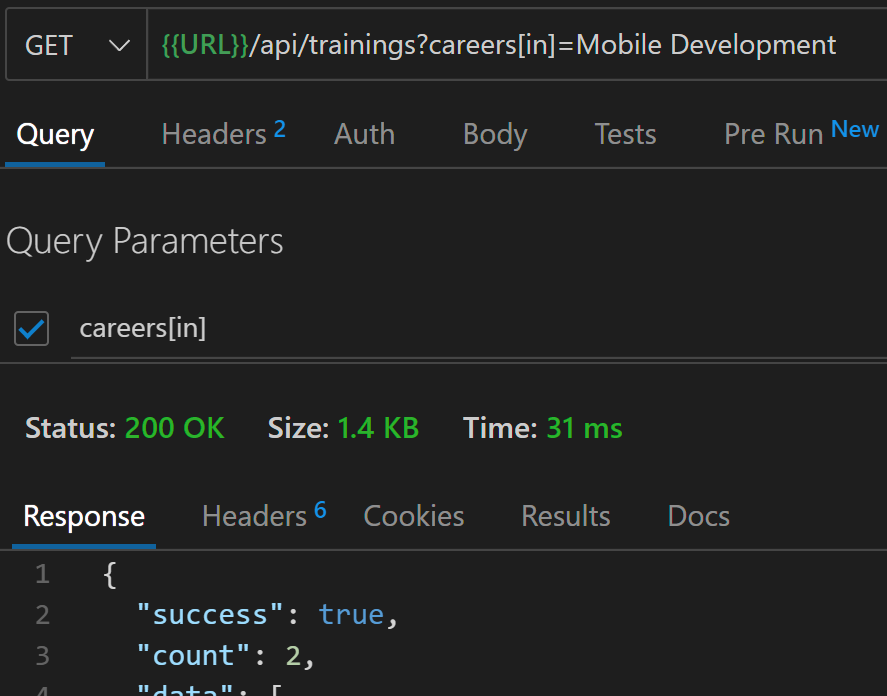 GET {{URL}}/api/trainings?careers[in]=Mobile Development
Query Headers 2 Auth Body Tests Pre Run New
Query Parameters
careers[in]
Status: 200 OK Size: 1.4 KB Time: 31 ms
Response Headers 6 Cookies Results Docs
1 {
2 "success": true,
3 "count": 2,
4 "data": [